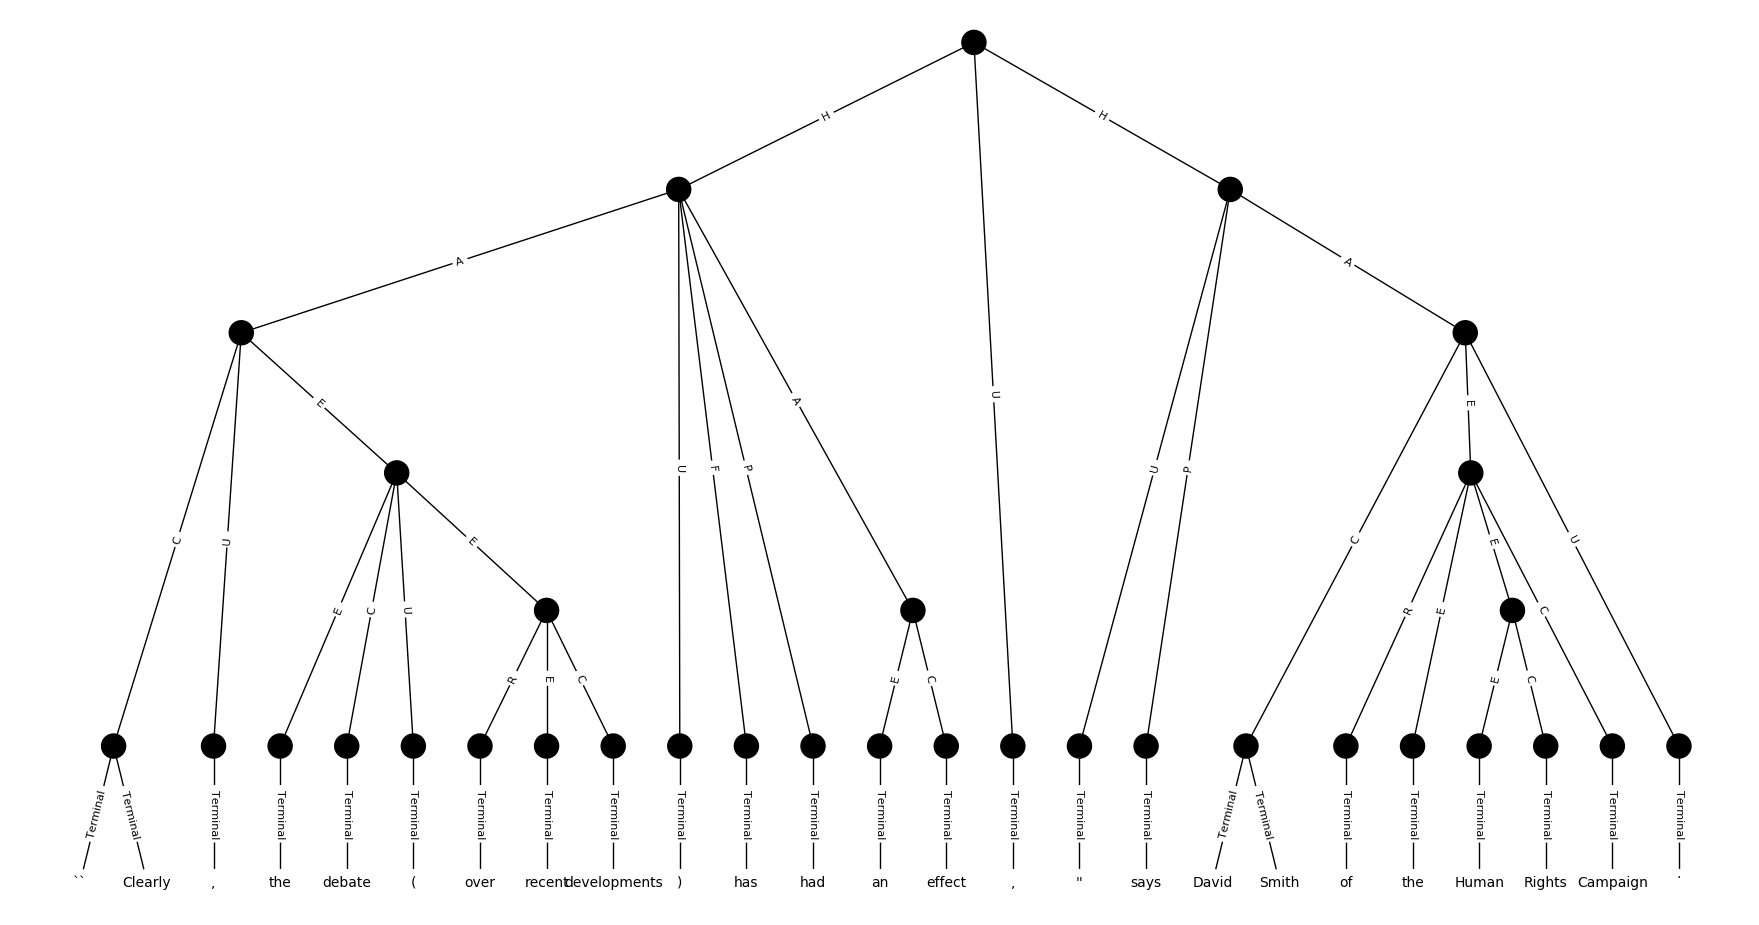 H H
A A
E E
A
U
C U E U F P U P C E U
E C U R E E C
R E C E C E C
Terminal Terminal Terminal Terminal Terminal Terminal Terminal Terminal Terminal Terminal Terminal Terminal Terminal Terminal Terminal Terminal Terminal Terminal Terminal Terminal Terminal Terminal Terminal Terminal Terminal
`` Clearly , the debate ( over recent developments ) has had an effect , " says David Smith of the Human Rights Campaign .